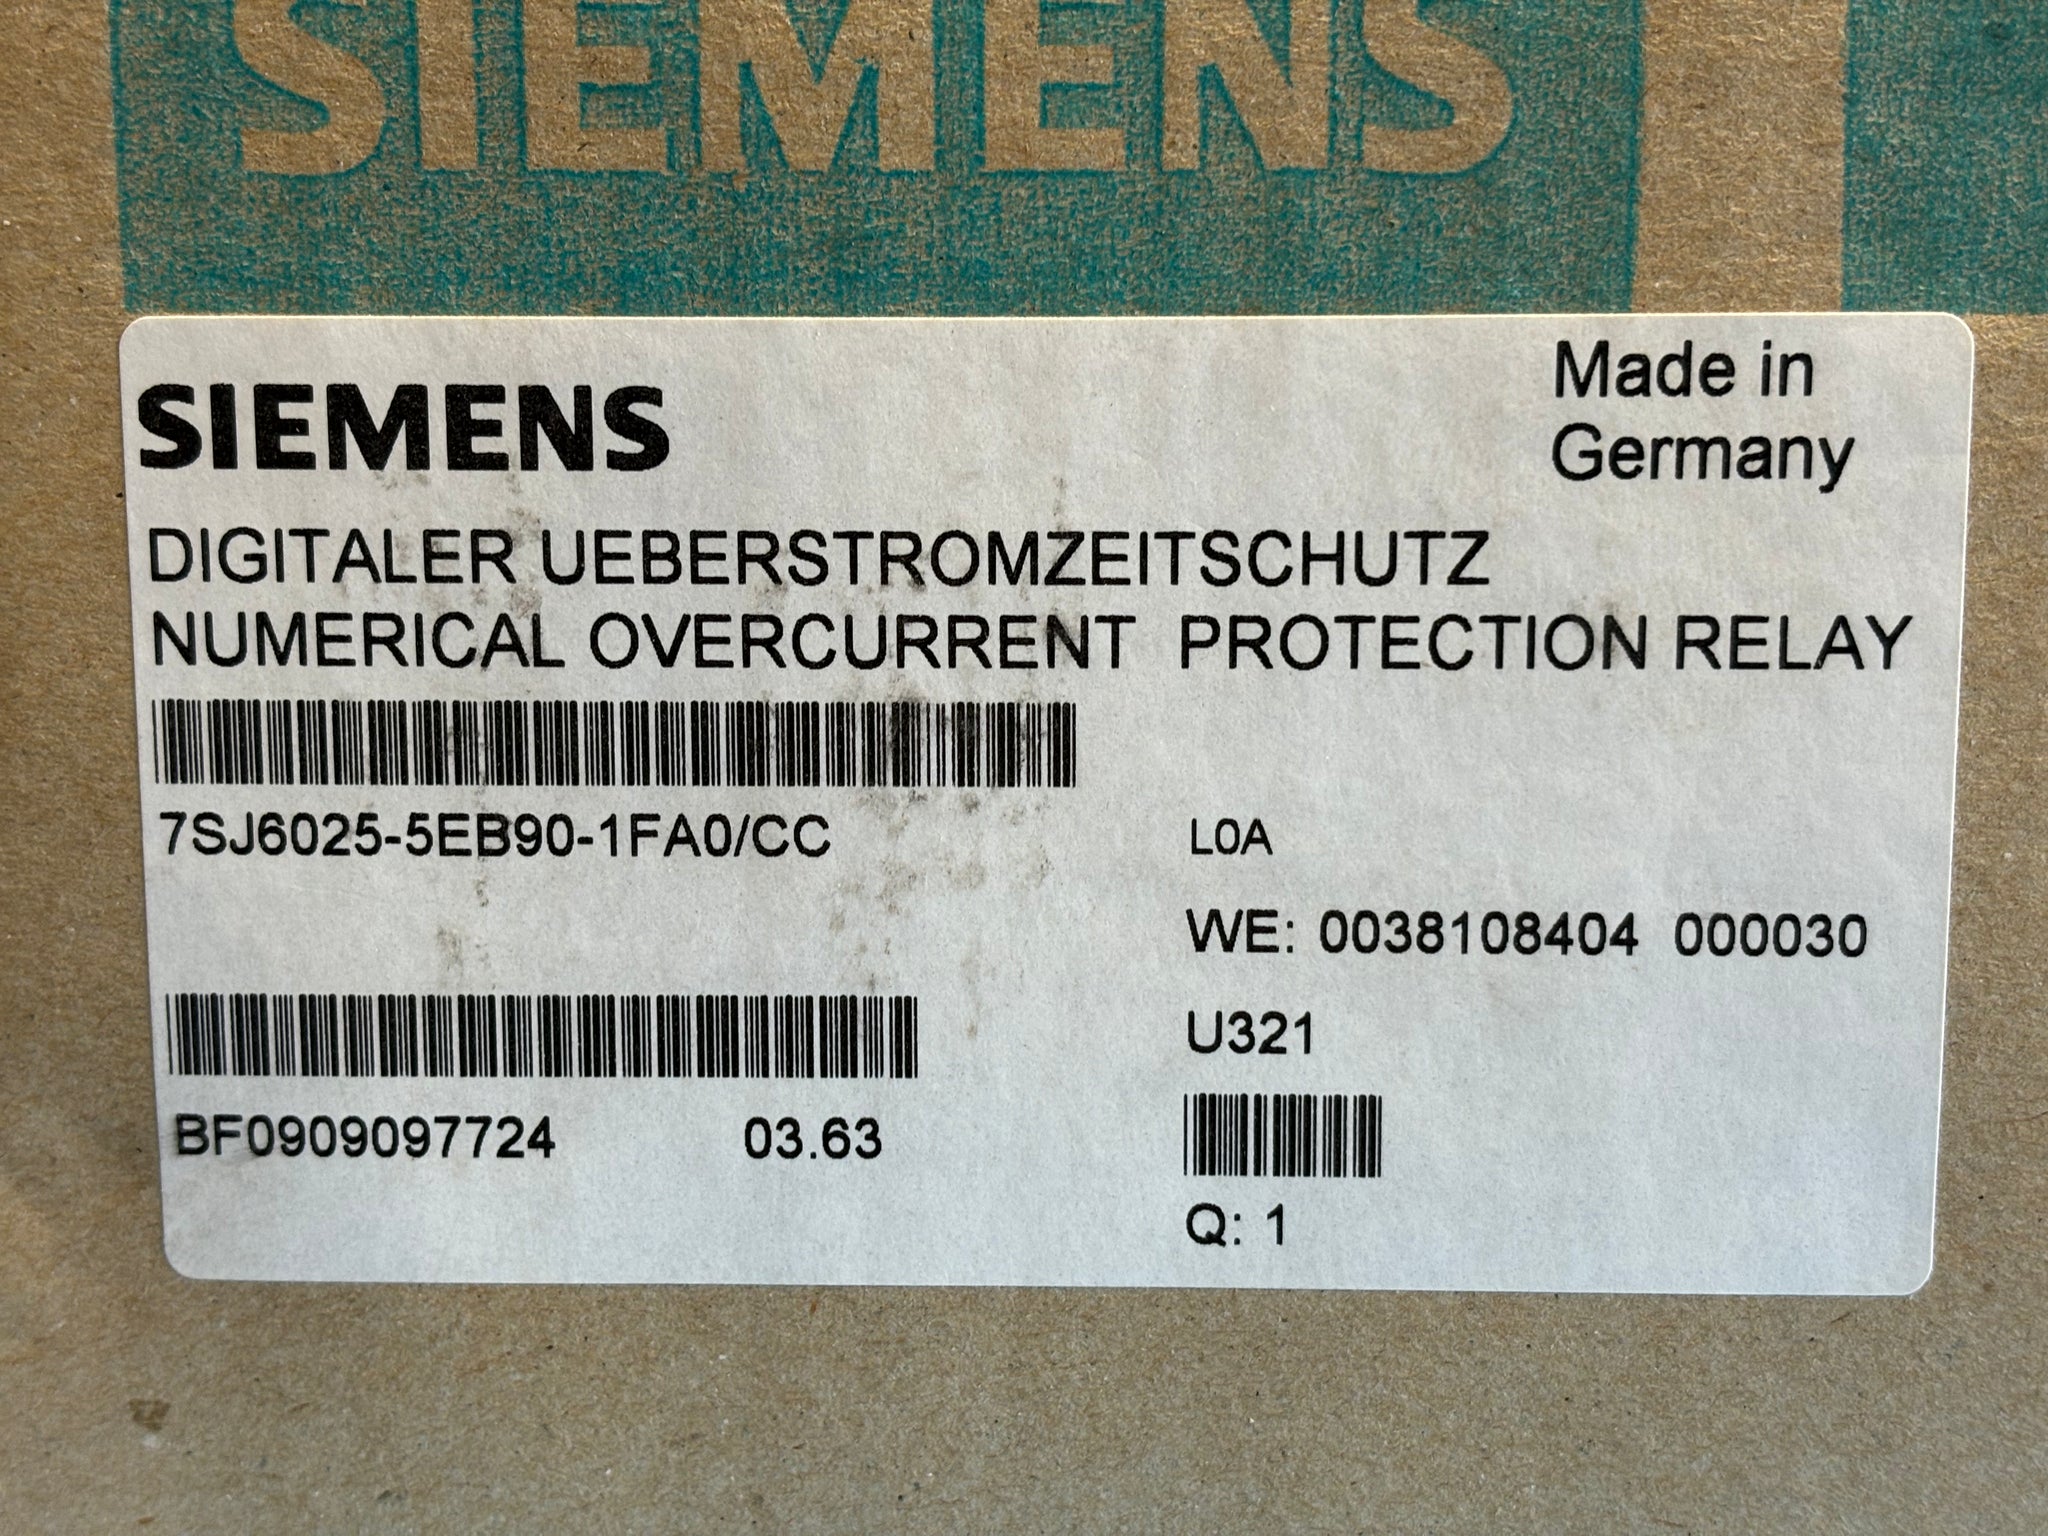 SIEMENS
SIEMENS
Made in
Germany
DIGITALER UEBERSTROMZEITSCHUTZ
NUMERICAL OVERCURRENT PROTECTION RELAY
7SJ6025-5EB90-1FA0/CC
L0A
WE: 0038108404 000030
U321
BF0909097724 03.63
Q: 1